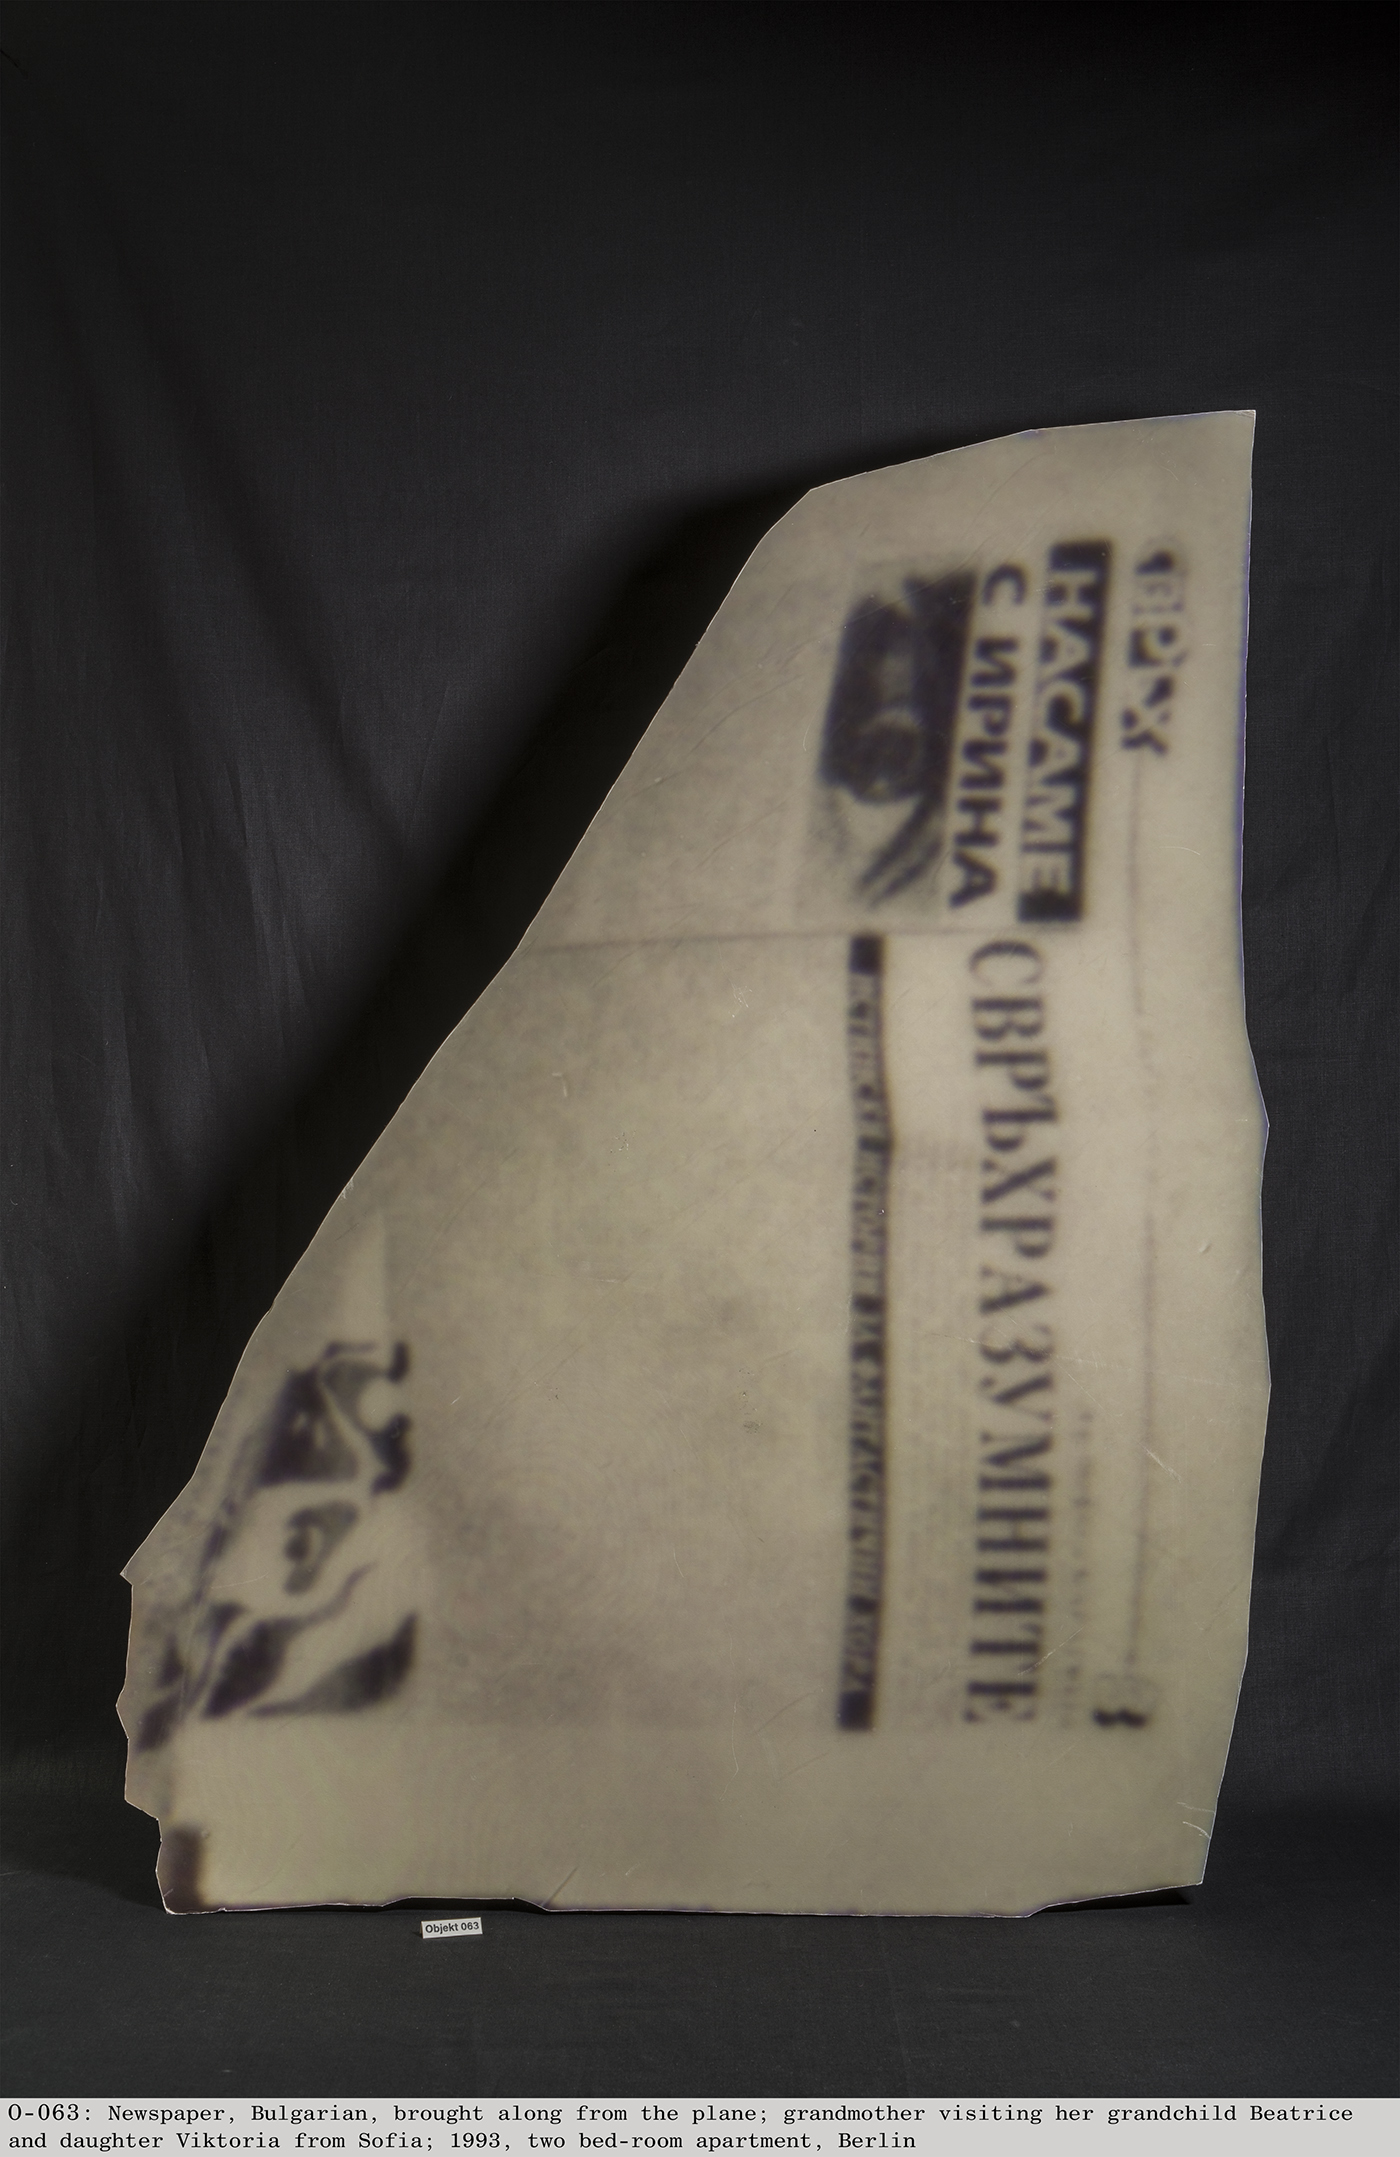 НАСАМЕ
С ИРИНА
СВРЪХРАЗУМНИТЕ
Objekt 063
O-063: Newspaper, Bulgarian, brought along from the plane; grandmother visiting her grandchild Beatrice
and daughter Viktoria from Sofia; 1993, two bed-room apartment, Berlin